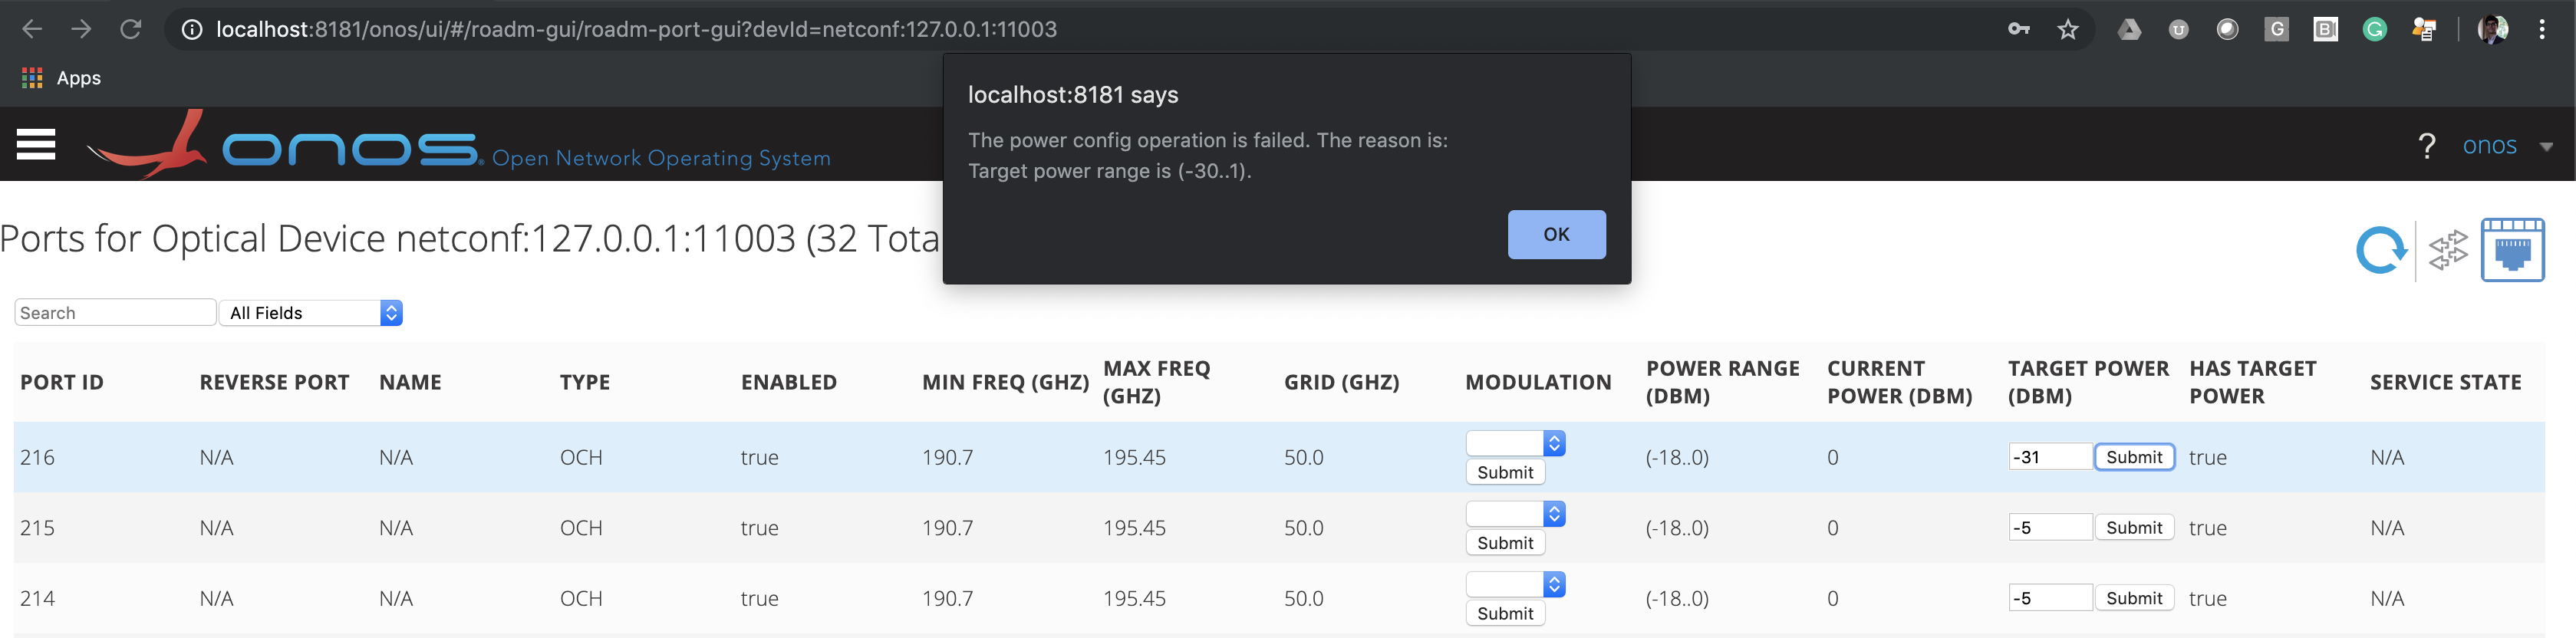 localhost:8181/onos/ui/#/roadm-gui/roadm-port-gui?devId=netconf:127.0.0.1:11003
Apps
localhost:8181 says
The power config operation is failed. The reason is:
Target power range is (-30..1).
OK
onos Open Network Operating System
? onos
Ports for Optical Device netconf:127.0.0.1:11003 (32 Tota
Search All Fields
PORT ID REVERSE PORT NAME TYPE ENABLED MIN FREQ (GHZ) MAX FREQ (GHZ) GRID (GHZ) MODULATION POWER RANGE (DBM) CURRENT POWER (DBM) TARGET POWER (DBM) HAS TARGET POWER SERVICE STATE
216 N/A N/A OCH true 190.7 195.45 50.0 Submit (-18..0) 0 -31 Submit true N/A
215 N/A N/A OCH true 190.7 195.45 50.0 Submit (-18..0) 0 -5 Submit true N/A
214 N/A N/A OCH true 190.7 195.45 50.0 Submit (-18..0) 0 -5 Submit true N/A